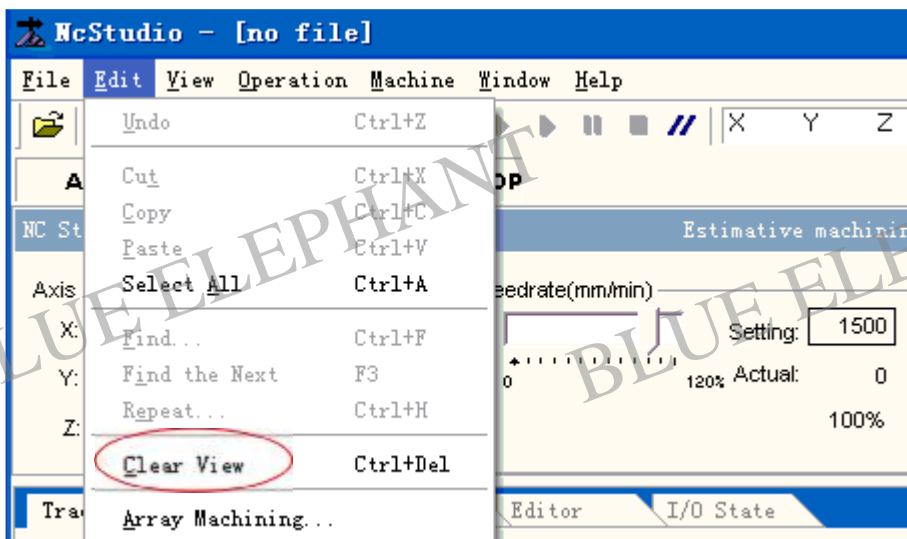 NcStudio - [no file]
File Edit View Operation Machine Window Help
Undo Ctrl+Z
X Y Z
Cut Ctrl+X
Copy Ctrl+C
NC St
Estimative machinin
Paste Ctrl+V
Select All Ctrl+A
Axis
eedrate(mm/min)
X:
Find... Ctrl+F
Setting: 1500
Y:
Find the Next F3
0 120% Actual: 0
Repeat... Ctrl+H
Z:
100%
Clear View Ctrl+Del
Array Machining...
Editor I/O State
BLUE ELEPHANT
BLUE ELE